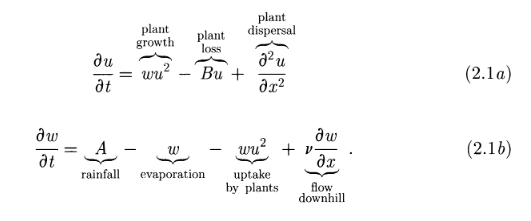 plant growth plant loss plant dispersal
∂u/∂t = wu² − Bu + ∂²u/∂x² (2.1a)
∂w/∂t = A − w − wu² + ν ∂w/∂x . (2.1b)
rainfall evaporation uptake by plants flow downhill